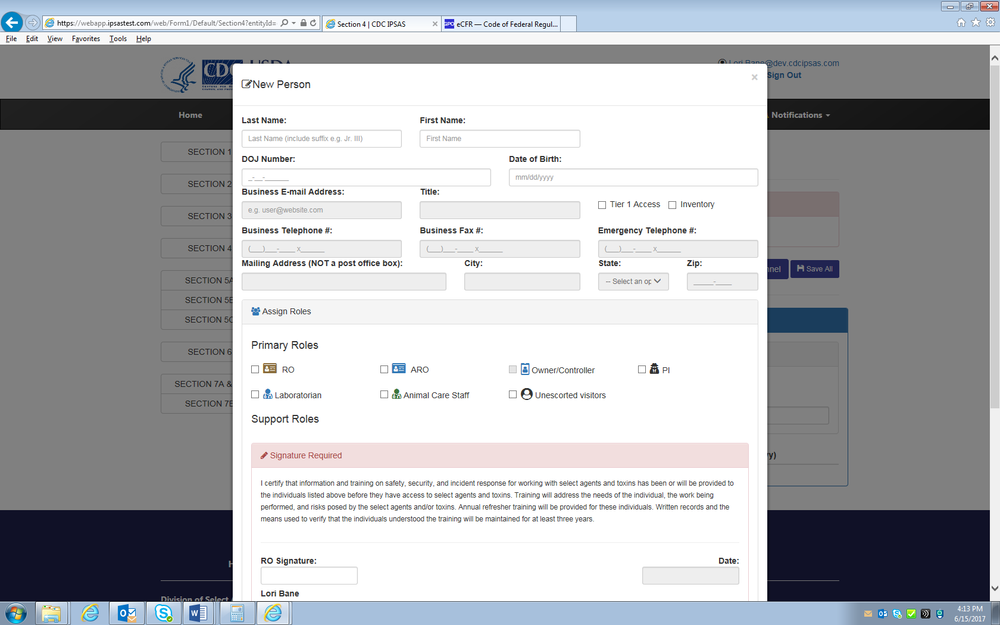 https://webapp.ipsastest.com/web/Form1/Default/Section4?entityId=
Section 4 | CDC IPSAS
GPO eCFR — Code of Federal Regul...
File Edit View Favorites Tools Help
Lori Bane@dev.cdcipsas.com
Sign Out
Home
Notifications
SECTION 1
SECTION 2
SECTION 3
SECTION 4
SECTION 5A
SECTION 5B
SECTION 5C
SECTION 6
SECTION 7A &
SECTION 7B
New Person
×
Last Name: First Name:
Last Name (include suffix e.g. Jr. III) First Name
DOJ Number: Date of Birth:
_-__-______ mm/dd/yyyy
Business E-mail Address: Title:
e.g. user@website.com
Tier 1 Access Inventory
Business Telephone #: Business Fax #: Emergency Telephone #:
(___)___-____ x______ (___)___-____ x______ (___)___-____ x______
Mailing Address (NOT a post office box): City: State: Zip:
-- Select an op _____-____
nnel Save All
Assign Roles
Primary Roles
RO ARO Owner/Controller PI
Laboratorian Animal Care Staff Unescorted visitors
Support Roles
Signature Required
I certify that information and training on safety, security, and incident response for working with select agents and toxins has been or will be provided to
the individuals listed above before they have access to select agents and toxins. Training will address the needs of the individual, the work being
performed, and risks posed by the select agents and/or toxins. Annual refresher training will be provided for these individuals. Written records and the
means used to verify that the individuals understood the training will be maintained for at least three years.
RO Signature: Date:
Lori Bane
Division of Select
4:13 PM
6/15/2017